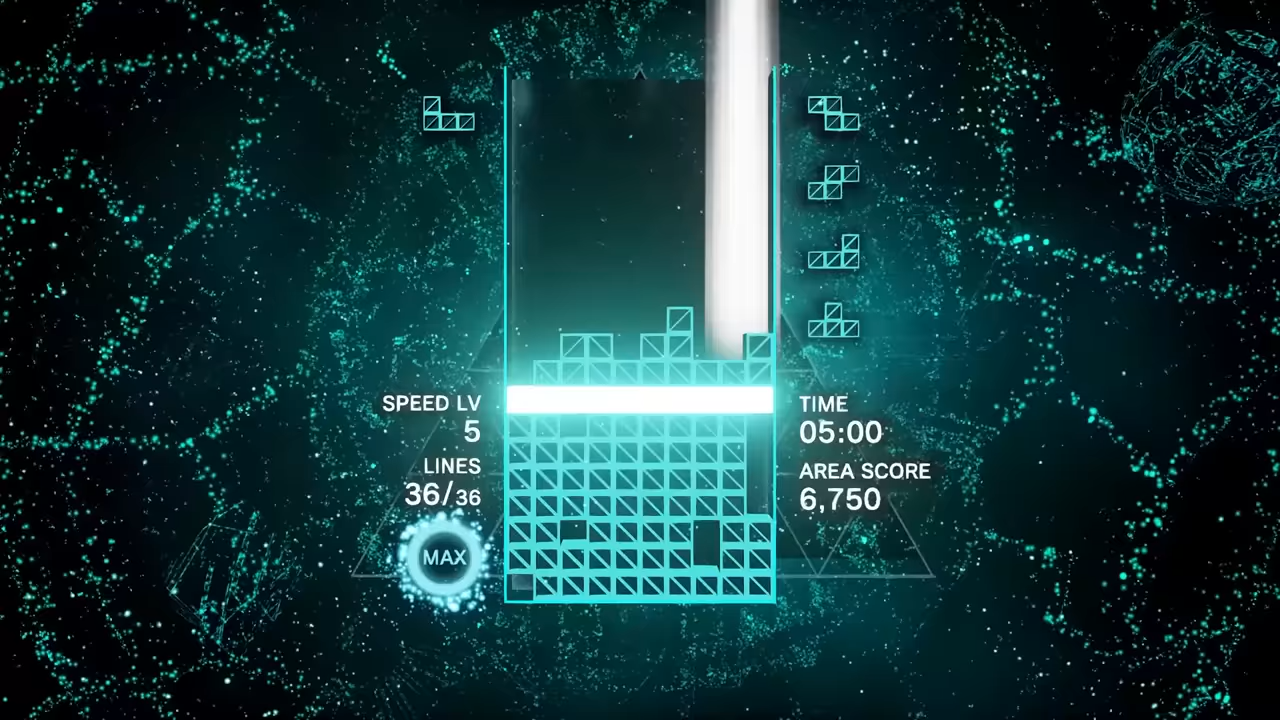 SPEED LV
5
LINES
36/36
MAX
TIME
05:00
AREA SCORE
6,750